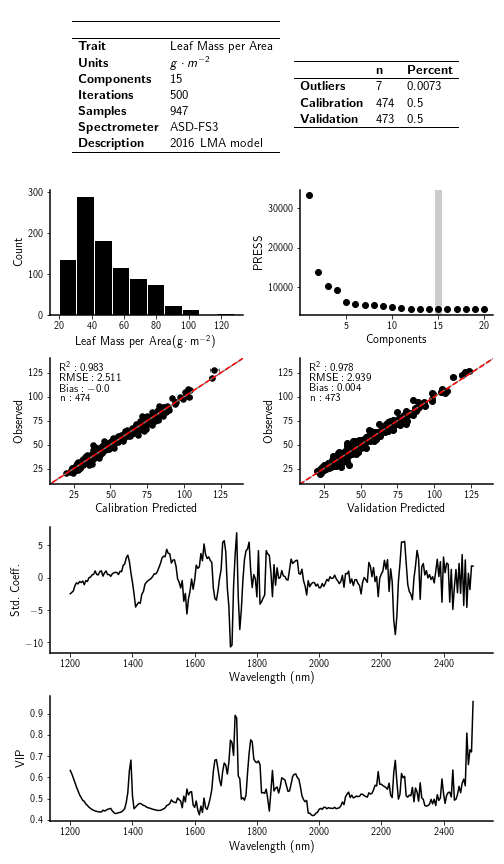 Trait Leaf Mass per Area
Units g · m⁻²
Components 15
Iterations 500
Samples 947
Spectrometer ASD-FS3
Description 2016 LMA model
n Percent
Outliers 7 0.0073
Calibration 474 0.5
Validation 473 0.5
300
200
100
0
Count
20 40 60 80 100 120
Leaf Mass per Area(g · m⁻²)
30000
20000
10000
PRESS
5 10 15 20
Components
R² : 0.983
RMSE : 2.511
Bias : −0.0
n : 474
125
100
75
50
25
Observed
25 50 75 100 125
Calibration Predicted
R² : 0.978
RMSE : 2.939
Bias : 0.004
n : 473
125
100
75
50
25
Observed
25 50 75 100 125
Validation Predicted
5
0
−5
−10
Std. Coeff.
1200 1400 1600 1800 2000 2200 2400
Wavelength (nm)
0.9
0.8
0.7
0.6
0.5
0.4
VIP
1200 1400 1600 1800 2000 2200 2400
Wavelength (nm)